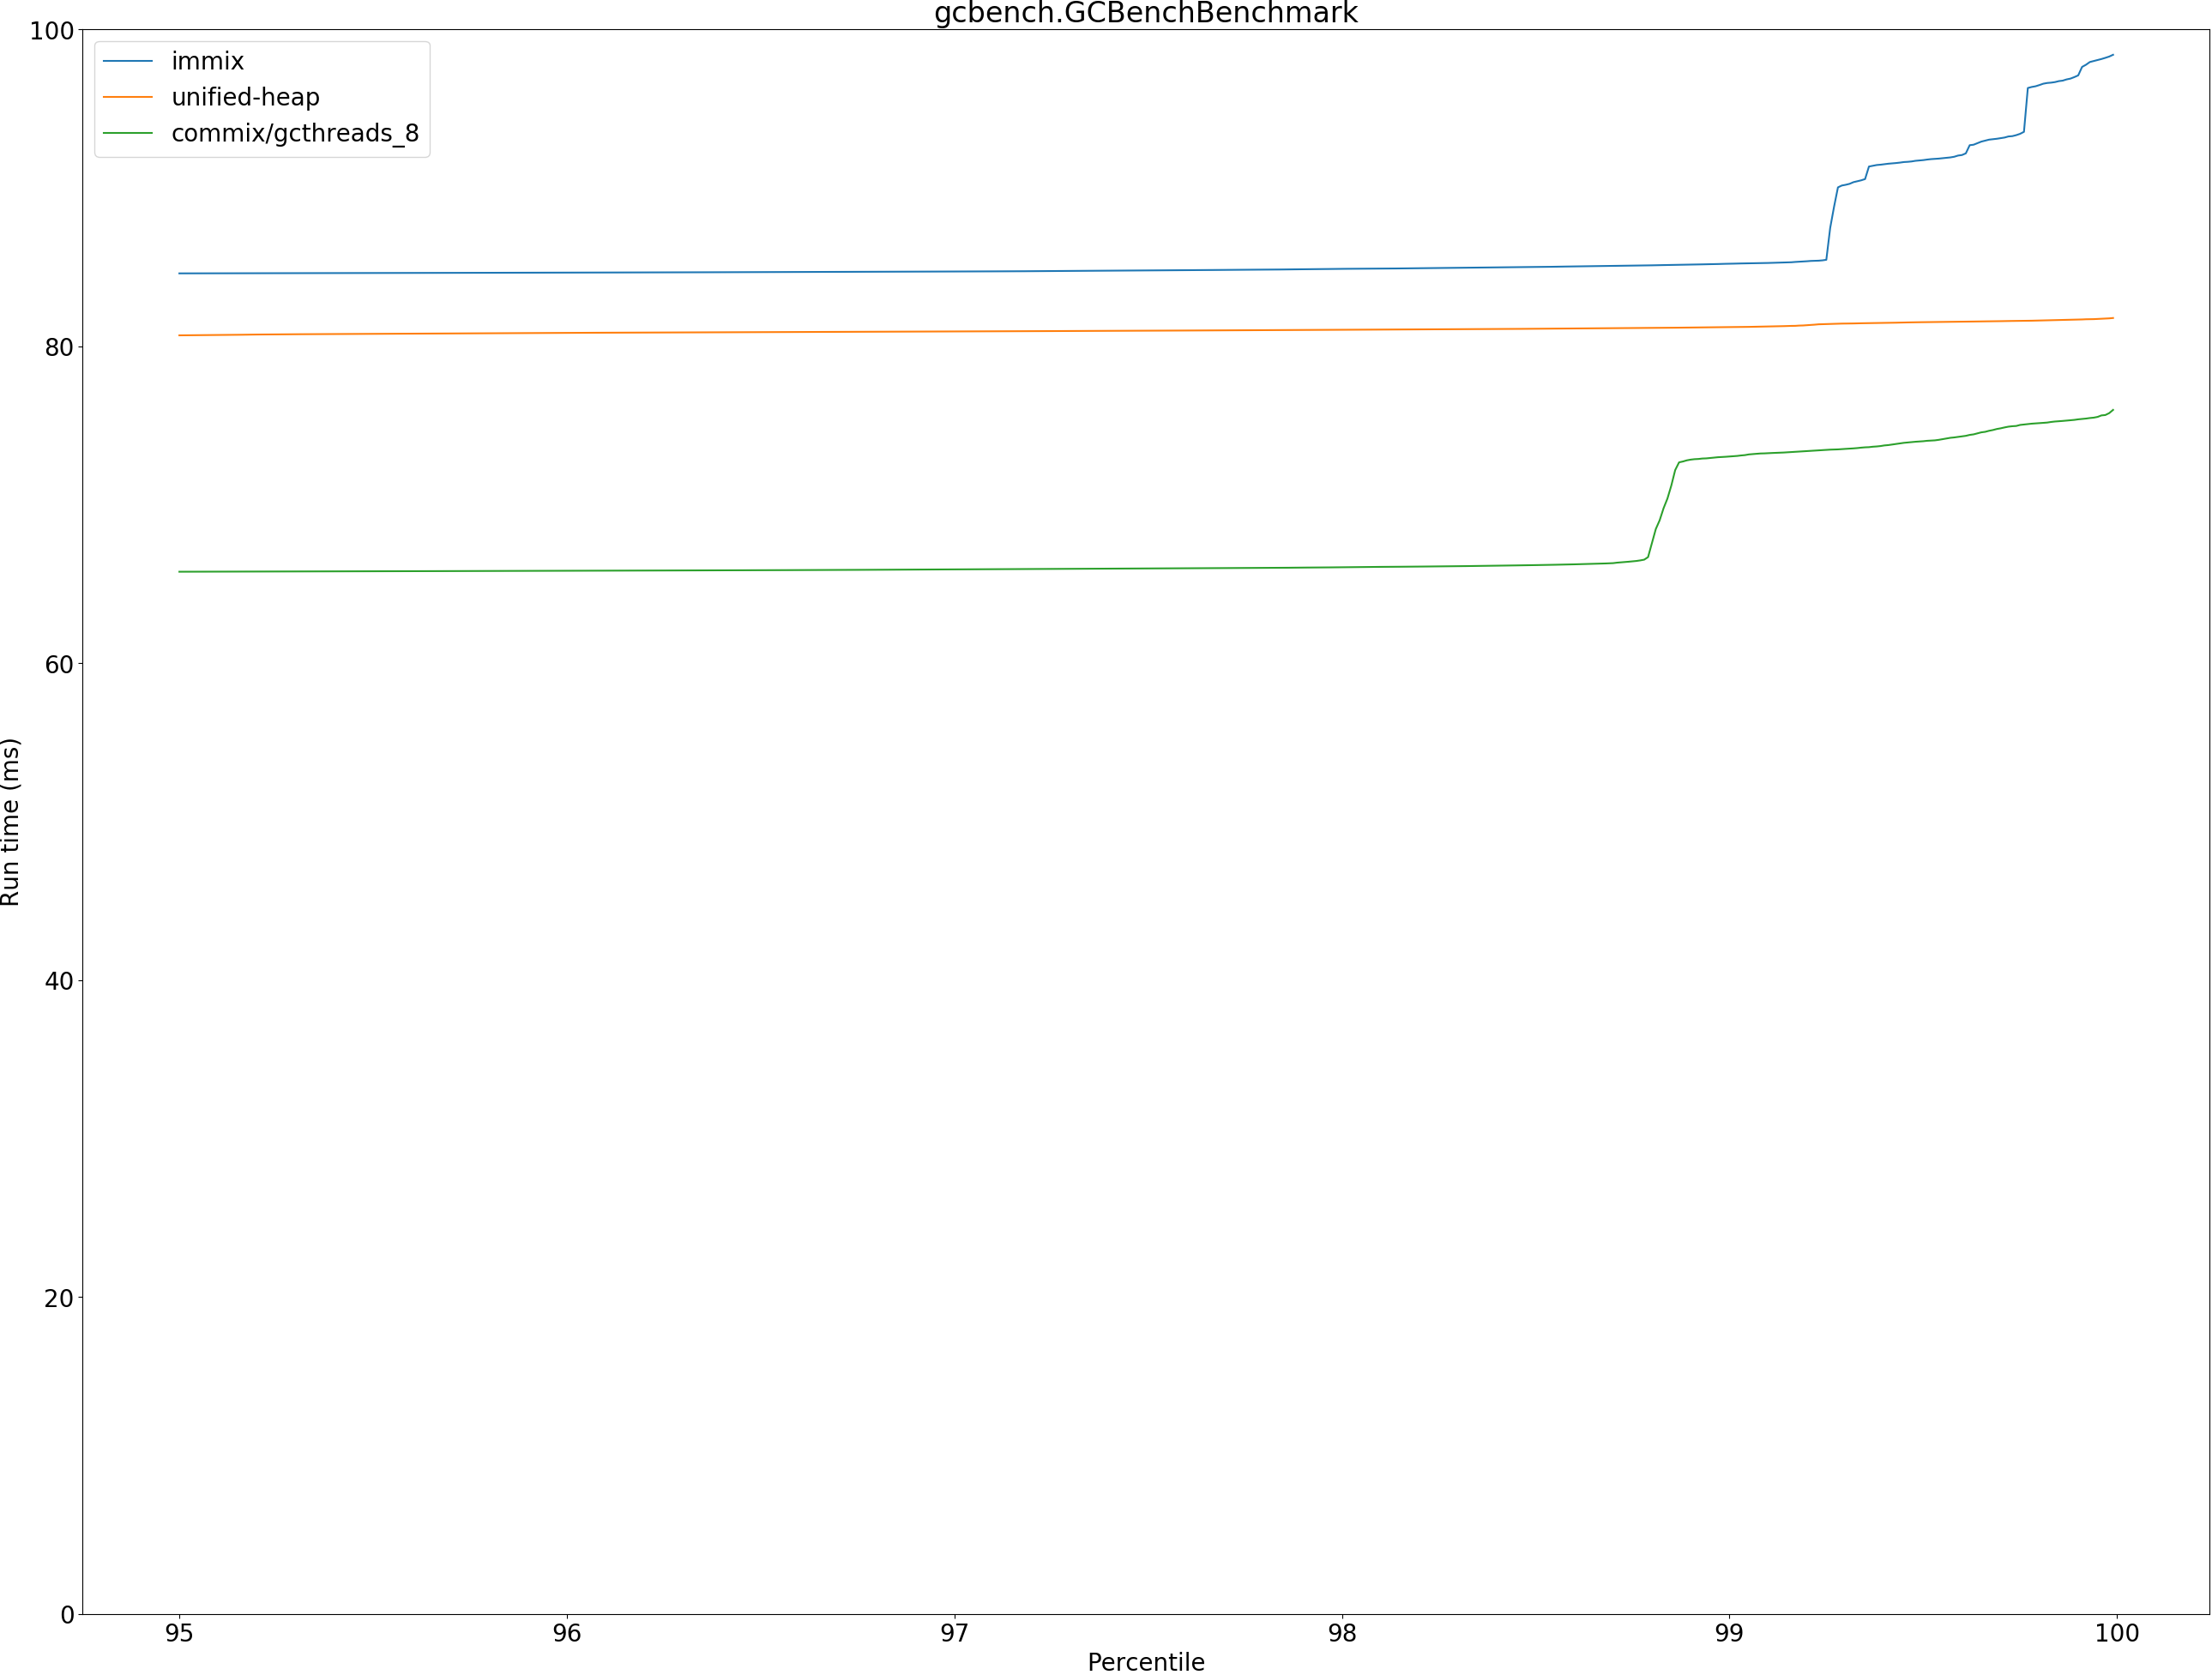 gcbench.GCBenchBenchmark
immix
unified-heap
commix/gcthreads_8
100
80
60
40
20
0
Run time (ms)
95 96 97 98 99 100
Percentile